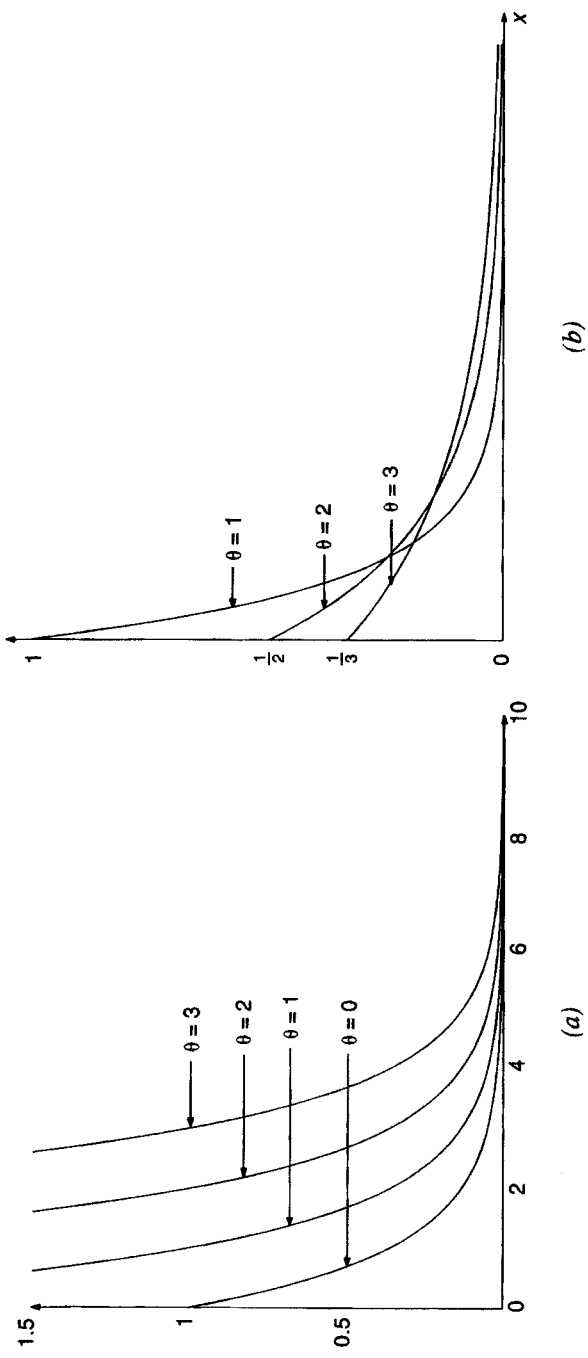 1.5
1
0.5
0
2
4
6
8
10
θ = 3
θ = 2
θ = 1
θ = 0
(a)
1
1/2
1/3
0
x
θ = 1
θ = 2
θ = 3
(b)